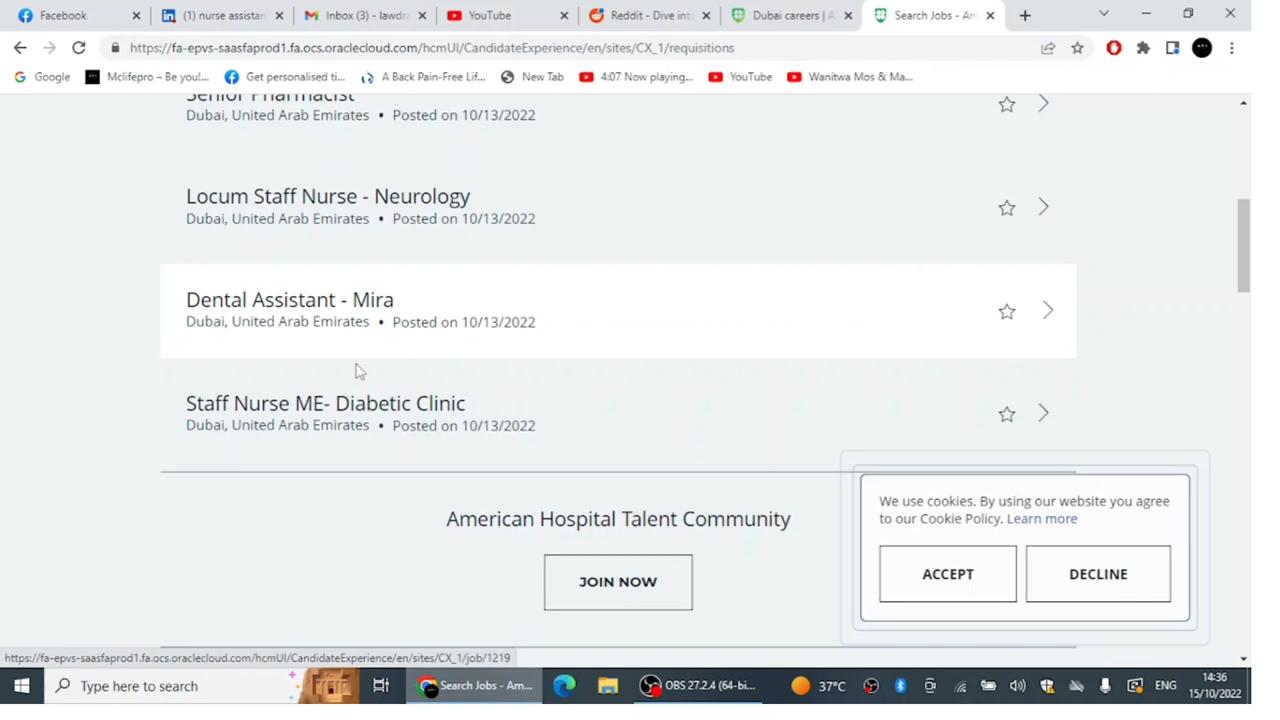 Facebook
(1) nurse assistan
Inbox (3) - lawdra
YouTube
Reddit - Dive into
Dubai careers | A
Search Jobs - Am
https://fa-epvs-saasfaprod1.fa.ocs.oraclecloud.com/hcmUI/CandidateExperience/en/sites/CX_1/requisitions
Google
Mclifepro – Be you!...
Get personalised ti...
A Back Pain-Free Lif...
New Tab
4:07 Now playing...
YouTube
Wanitwa Mos & Ma...
Senior Pharmacist
Dubai, United Arab Emirates • Posted on 10/13/2022
Locum Staff Nurse - Neurology
Dubai, United Arab Emirates • Posted on 10/13/2022
Dental Assistant - Mira
Dubai, United Arab Emirates • Posted on 10/13/2022
Staff Nurse ME- Diabetic Clinic
Dubai, United Arab Emirates • Posted on 10/13/2022
American Hospital Talent Community
JOIN NOW
We use cookies. By using our website you agree
to our Cookie Policy. Learn more
ACCEPT
DECLINE
https://fa-epvs-saasfaprod1.fa.ocs.oraclecloud.com/hcmUI/CandidateExperience/en/sites/CX_1/job/1219
Type here to search
Search Jobs - Am...
OBS 27.2.4 (64-bi...
37°C
ENG
14:36
15/10/2022